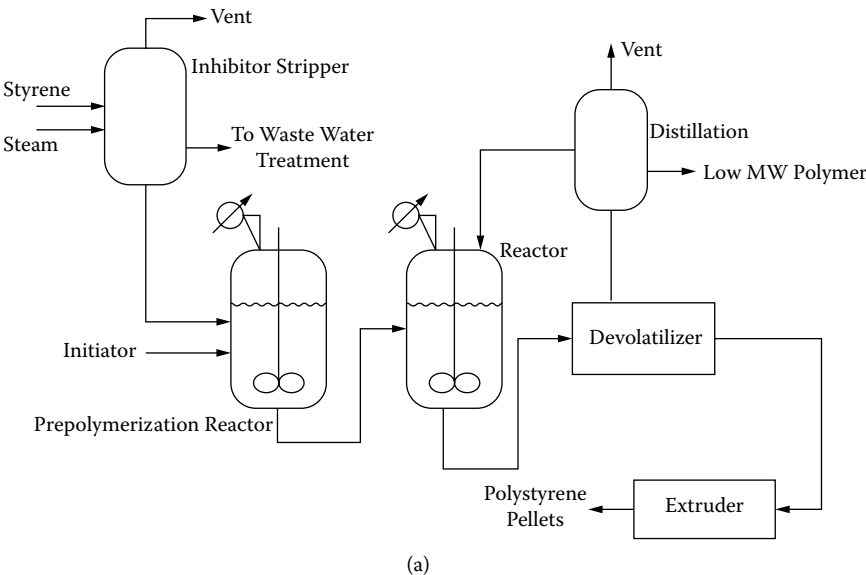 Vent
Inhibitor Stripper
Styrene
Steam
To Waste Water
Treatment
Vent
Distillation
Low MW Polymer
Reactor
Devolatilizer
Initiator
Prepolymerization Reactor
Polystyrene
Pellets
Extruder
(a)